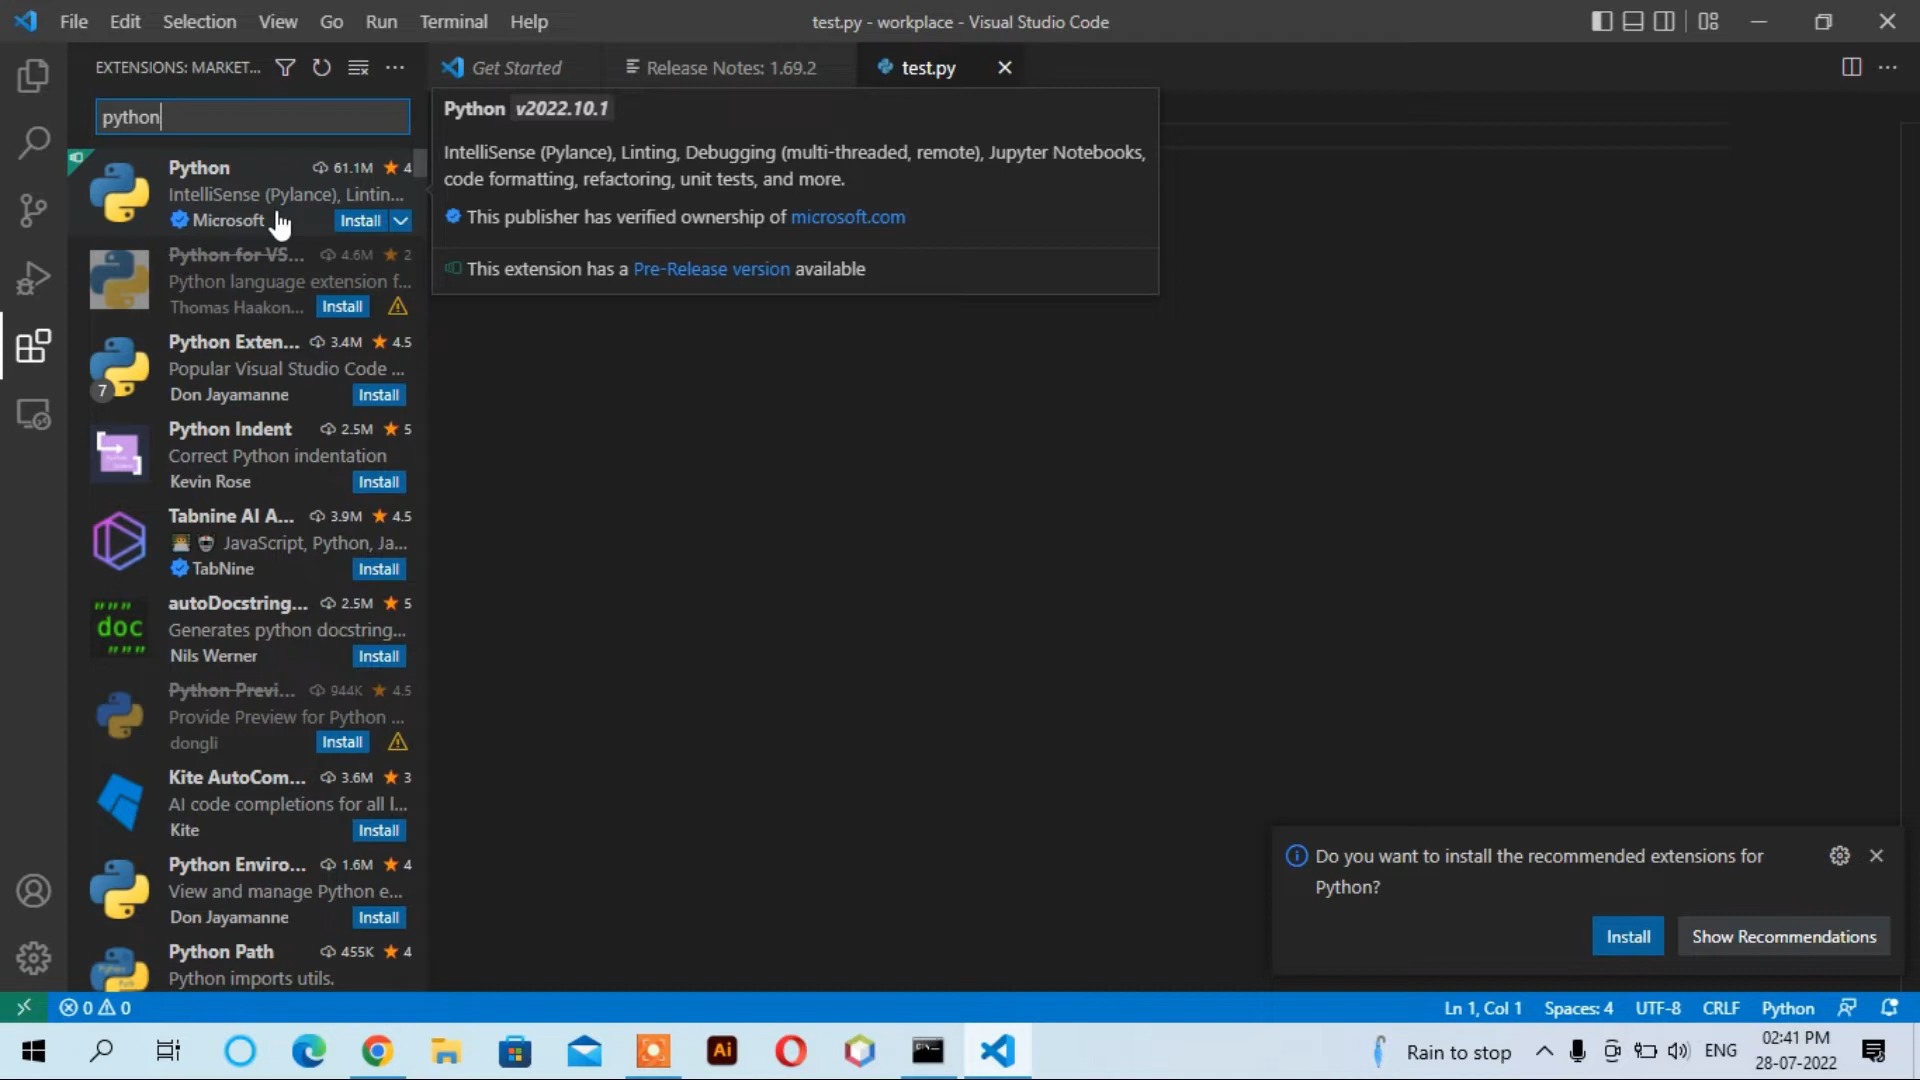 File Edit Selection View Go Run Terminal Help
test.py - workplace - Visual Studio Code
EXTENSIONS: MARKET...
Get Started
Release Notes: 1.69.2
test.py
python
Python 61.1M 4
IntelliSense (Pylance), Lintin...
Microsoft Install
Python for VS... 4.6M 2
Python language extension f...
Thomas Haakon... Install
Python Exten... 3.4M 4.5
Popular Visual Studio Code ...
7
Don Jayamanne Install
Python Indent 2.5M 5
Correct Python indentation
Kevin Rose Install
Tabnine AI A... 3.9M 4.5
JavaScript, Python, Ja...
TabNine Install
autoDocstring... 2.5M 5
""" doc """
Generates python docstring...
Nils Werner Install
Python Previ... 944K 4.5
Provide Preview for Python ...
dongli Install
Kite AutoCom... 3.6M 3
AI code completions for all l...
Kite Install
Python Enviro... 1.6M 4
View and manage Python e...
Don Jayamanne Install
Python Path 455K 4
Python imports utils.
Python v2022.10.1
IntelliSense (Pylance), Linting, Debugging (multi-threaded, remote), Jupyter Notebooks,
code formatting, refactoring, unit tests, and more.
This publisher has verified ownership of microsoft.com
This extension has a Pre-Release version available
Do you want to install the recommended extensions for
Python?
Install Show Recommendations
0 0
Ln 1, Col 1 Spaces: 4 UTF-8 CRLF Python
Ai
Rain to stop
ENG
02:41 PM
28-07-2022